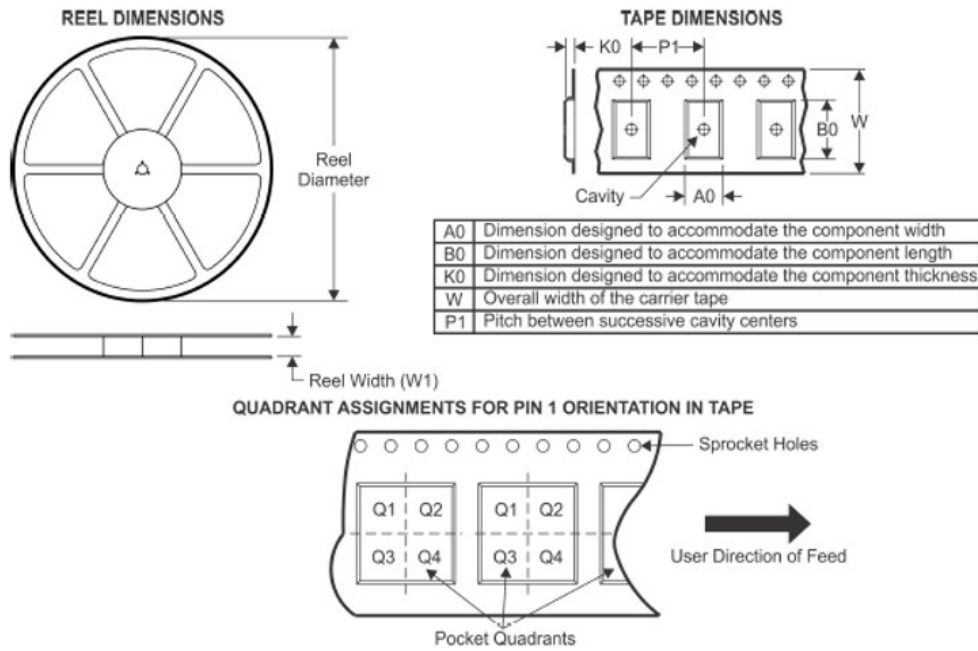 REEL DIMENSIONS
Reel
Diameter
Reel Width (W1)
TAPE DIMENSIONS
K0
P1
B0
W
Cavity
A0
A0 Dimension designed to accommodate the component width
B0 Dimension designed to accommodate the component length
K0 Dimension designed to accommodate the component thickness
W Overall width of the carrier tape
P1 Pitch between successive cavity centers
QUADRANT ASSIGNMENTS FOR PIN 1 ORIENTATION IN TAPE
Sprocket Holes
Q1 Q2 Q1 Q2
Q3 Q4 Q3 Q4
User Direction of Feed
Pocket Quadrants